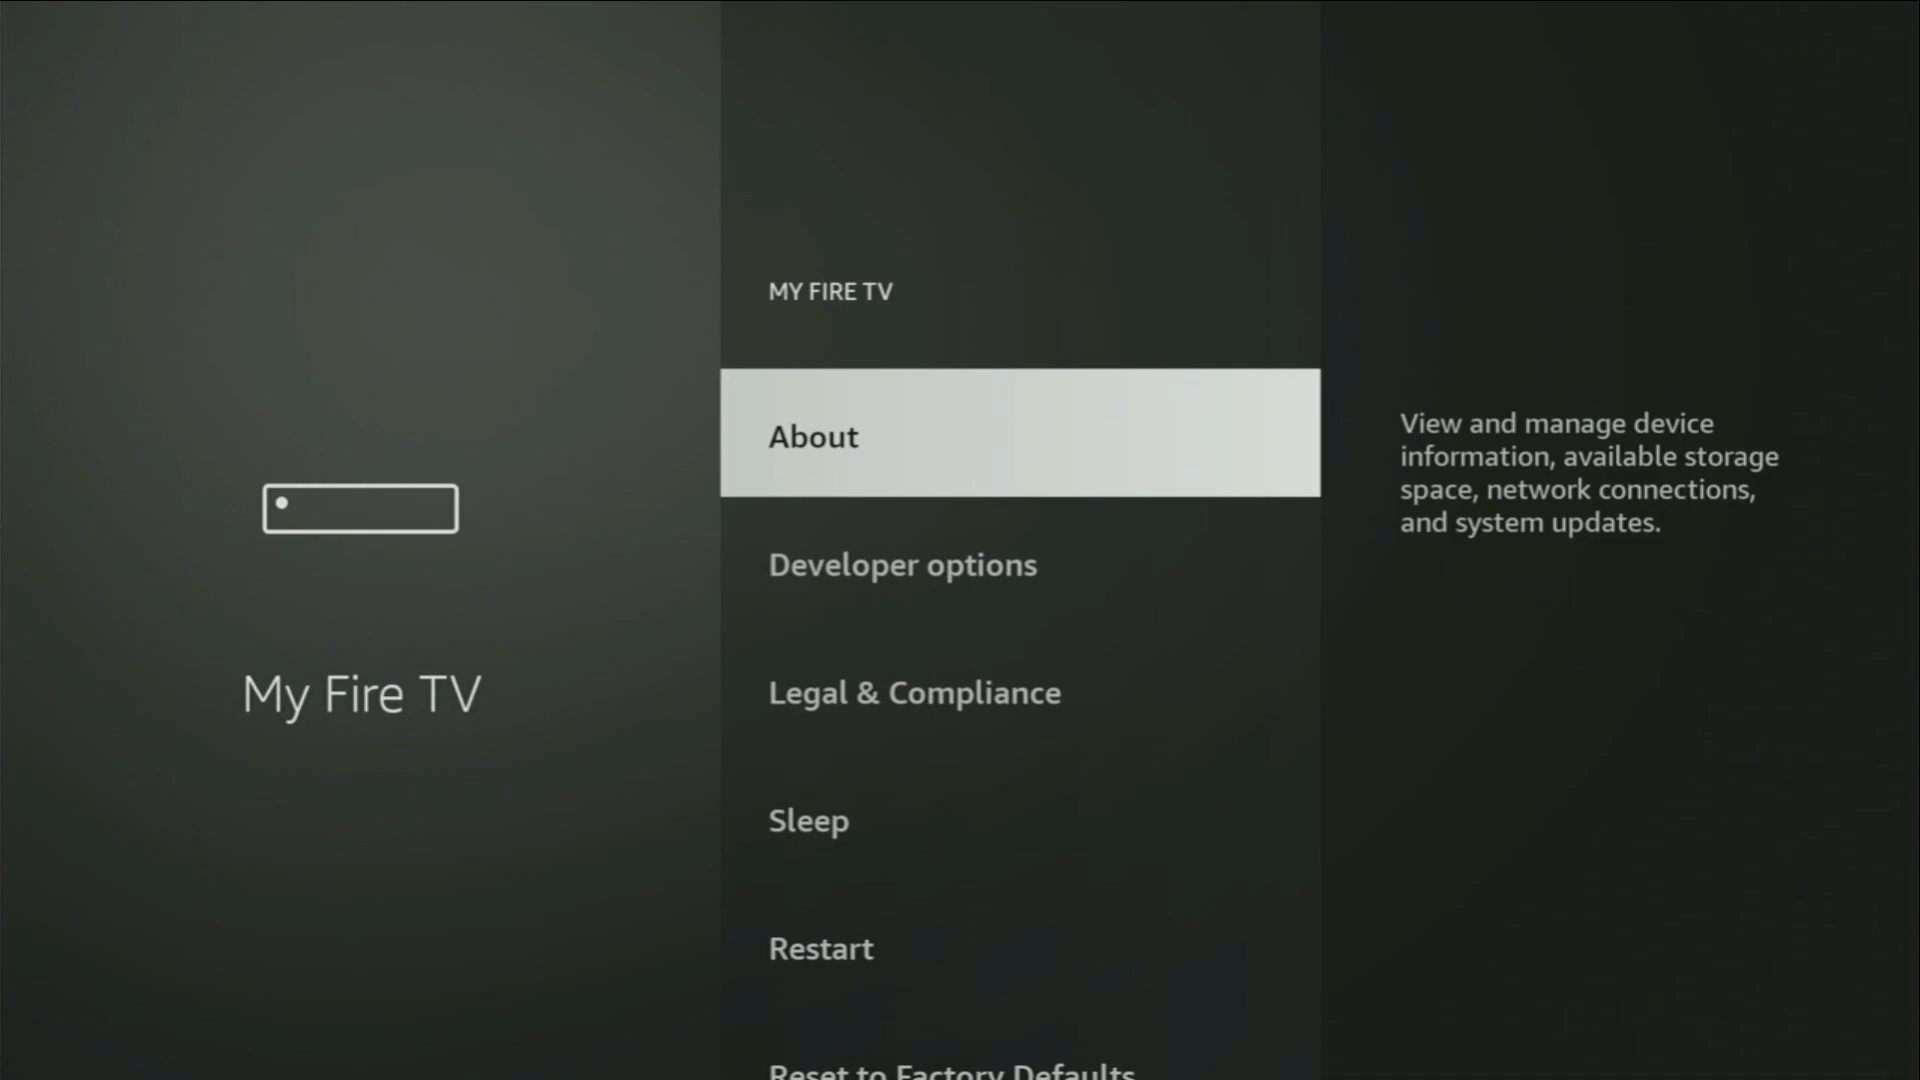 MY FIRE TV
About
Developer options
Legal & Compliance
Sleep
Restart
Reset to Factory Defaults
My Fire TV
View and manage device
information, available storage
space, network connections,
and system updates.